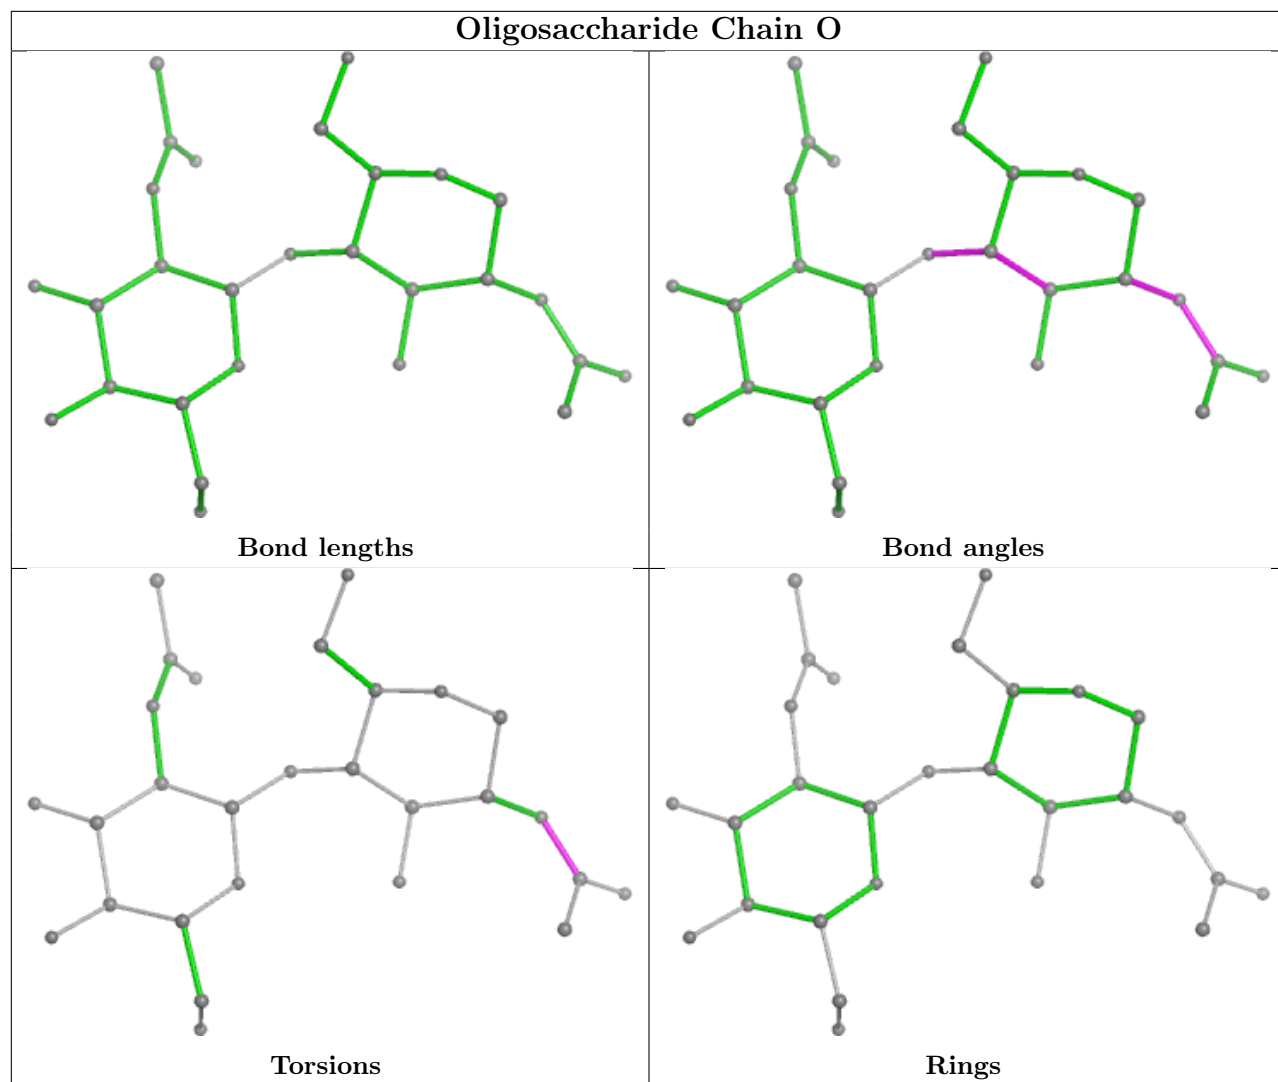 Oligosaccharide Chain O
Bond lengths
Bond angles
Torsions
Rings